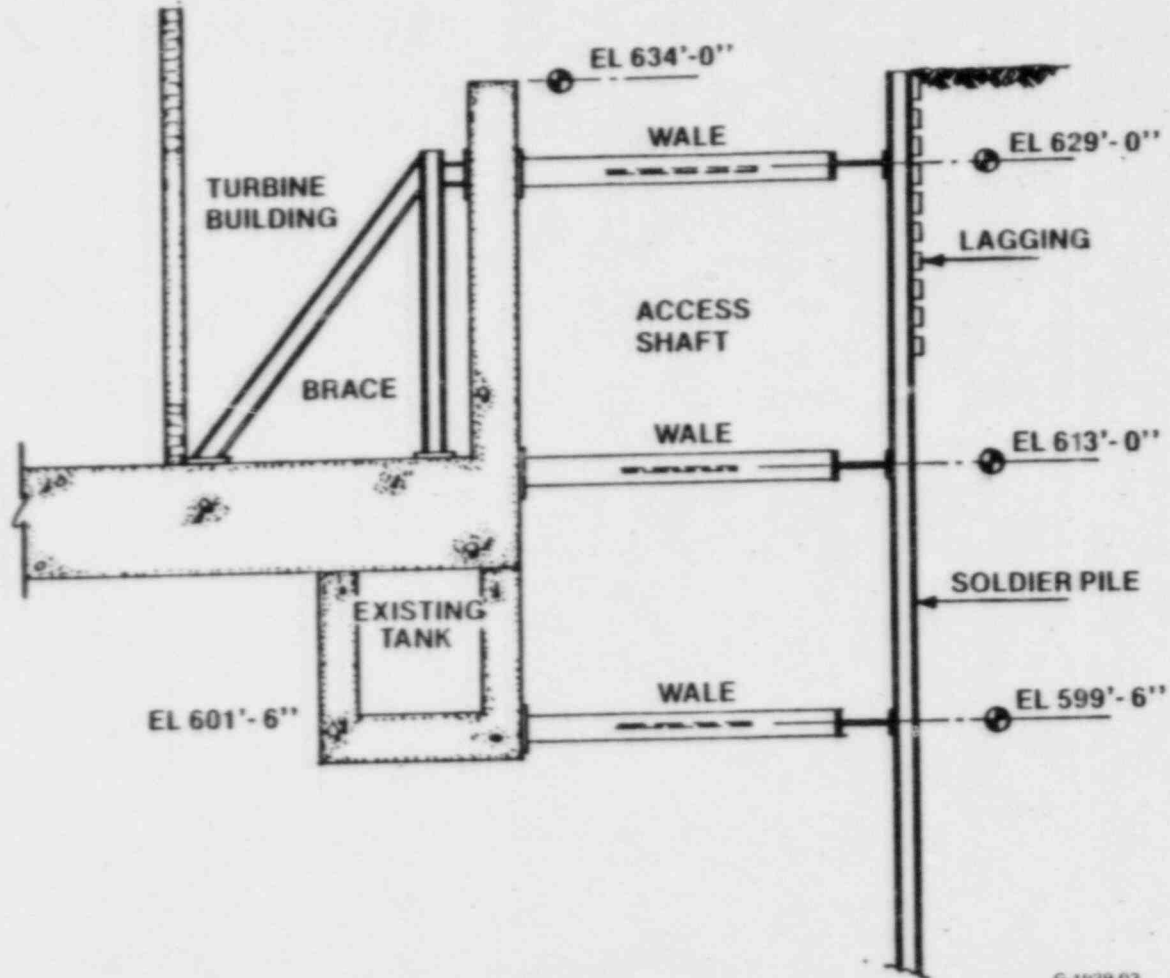 EL 634'-0''
WALE
EL 629'-0''
TURBINE
BUILDING
LAGGING
ACCESS
SHAFT
BRACE
WALE
EL 613'-0''
SOLDIER PILE
EXISTING
TANK
WALE
EL 599'-6''
EL 601'-6''